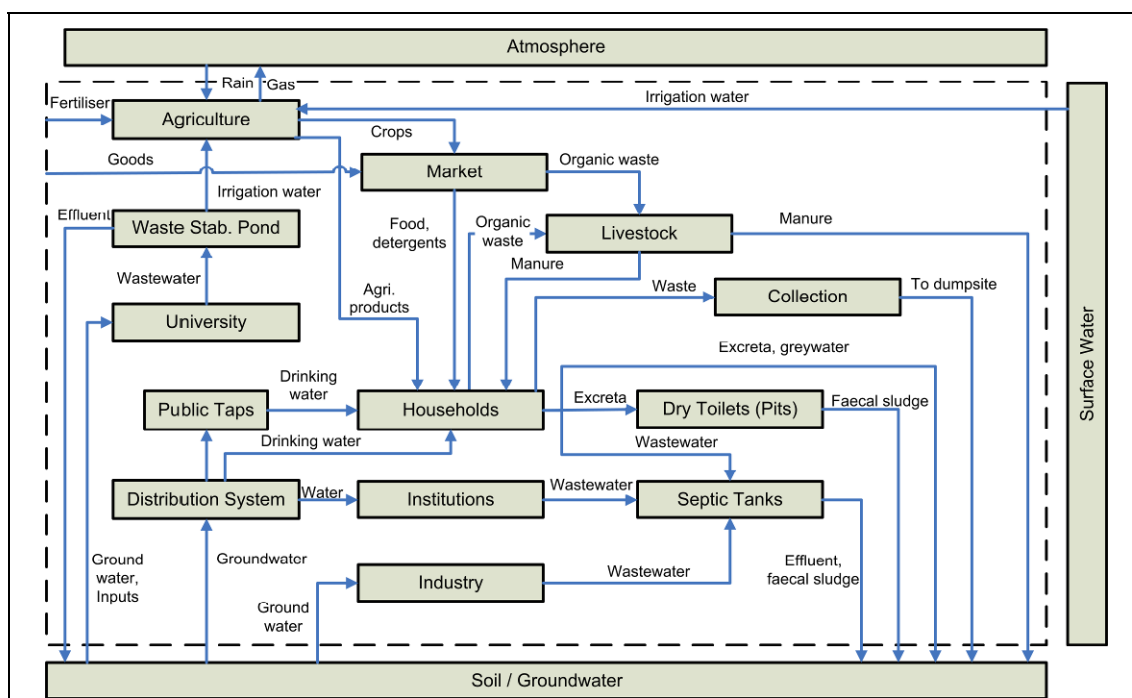 Atmosphere
Rain
Gas
Fertiliser
Irrigation water
Agriculture
Crops
Goods
Market
Organic waste
Irrigation water
Effluent
Waste Stab. Pond
Food,
detergents
Organic
waste
Livestock
Manure
Wastewater
Manure
Agri.
products
Waste
Collection
To dumpsite
University
Excreta, greywater
Surface Water
Drinking
water
Public Taps
Households
Excreta
Dry Toilets (Pits)
Faecal sludge
Drinking water
Wastewater
Distribution System
Water
Institutions
Wastewater
Septic Tanks
Ground
water,
Inputs
Groundwater
Industry
Wastewater
Effluent,
faecal sludge
Ground
water
Soil / Groundwater